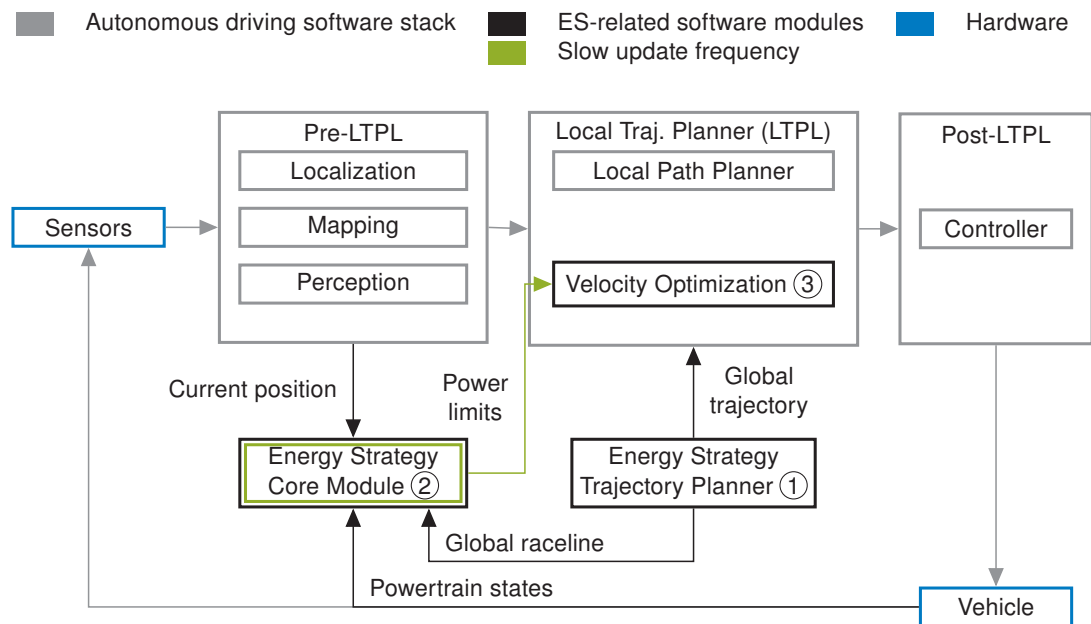 Autonomous driving software stack
ES-related software modules
Hardware
Slow update frequency
Pre-LTPL
Localization
Mapping
Perception
Local Traj. Planner (LTPL)
Local Path Planner
Velocity Optimization ③
Post-LTPL
Controller
Sensors
Current position
Power
limits
Global
trajectory
Energy Strategy
Core Module ②
Energy Strategy
Trajectory Planner ①
Global raceline
Powertrain states
Vehicle